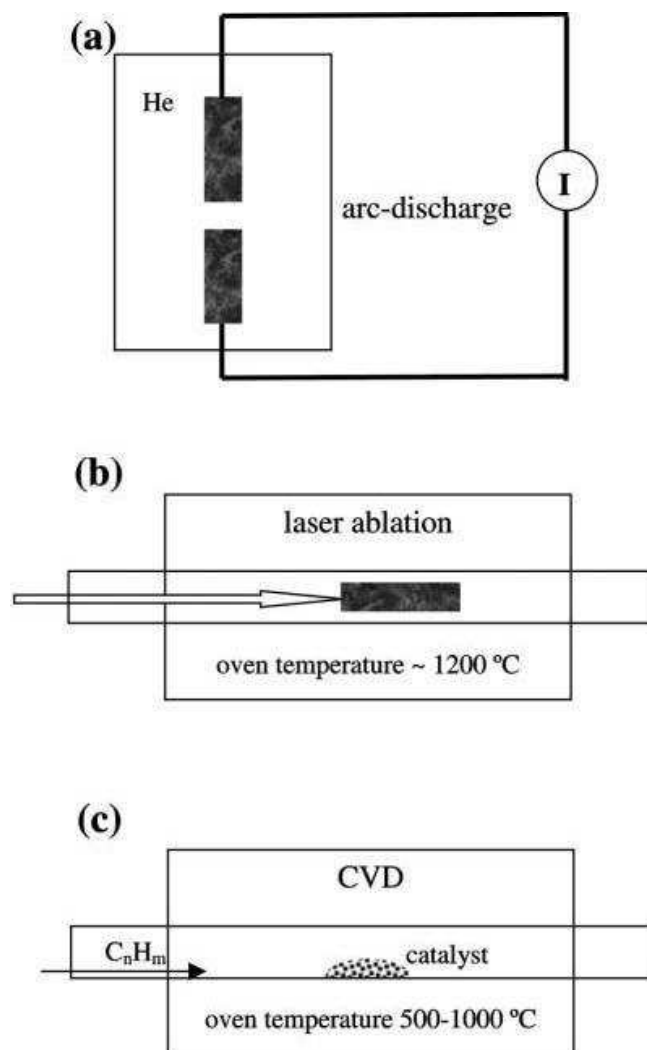 (a)
He
I
arc-discharge
(b)
laser ablation
oven temperature ~ 1200 ºC
(c)
CVD
CₙHₘ
catalyst
oven temperature 500-1000 ºC